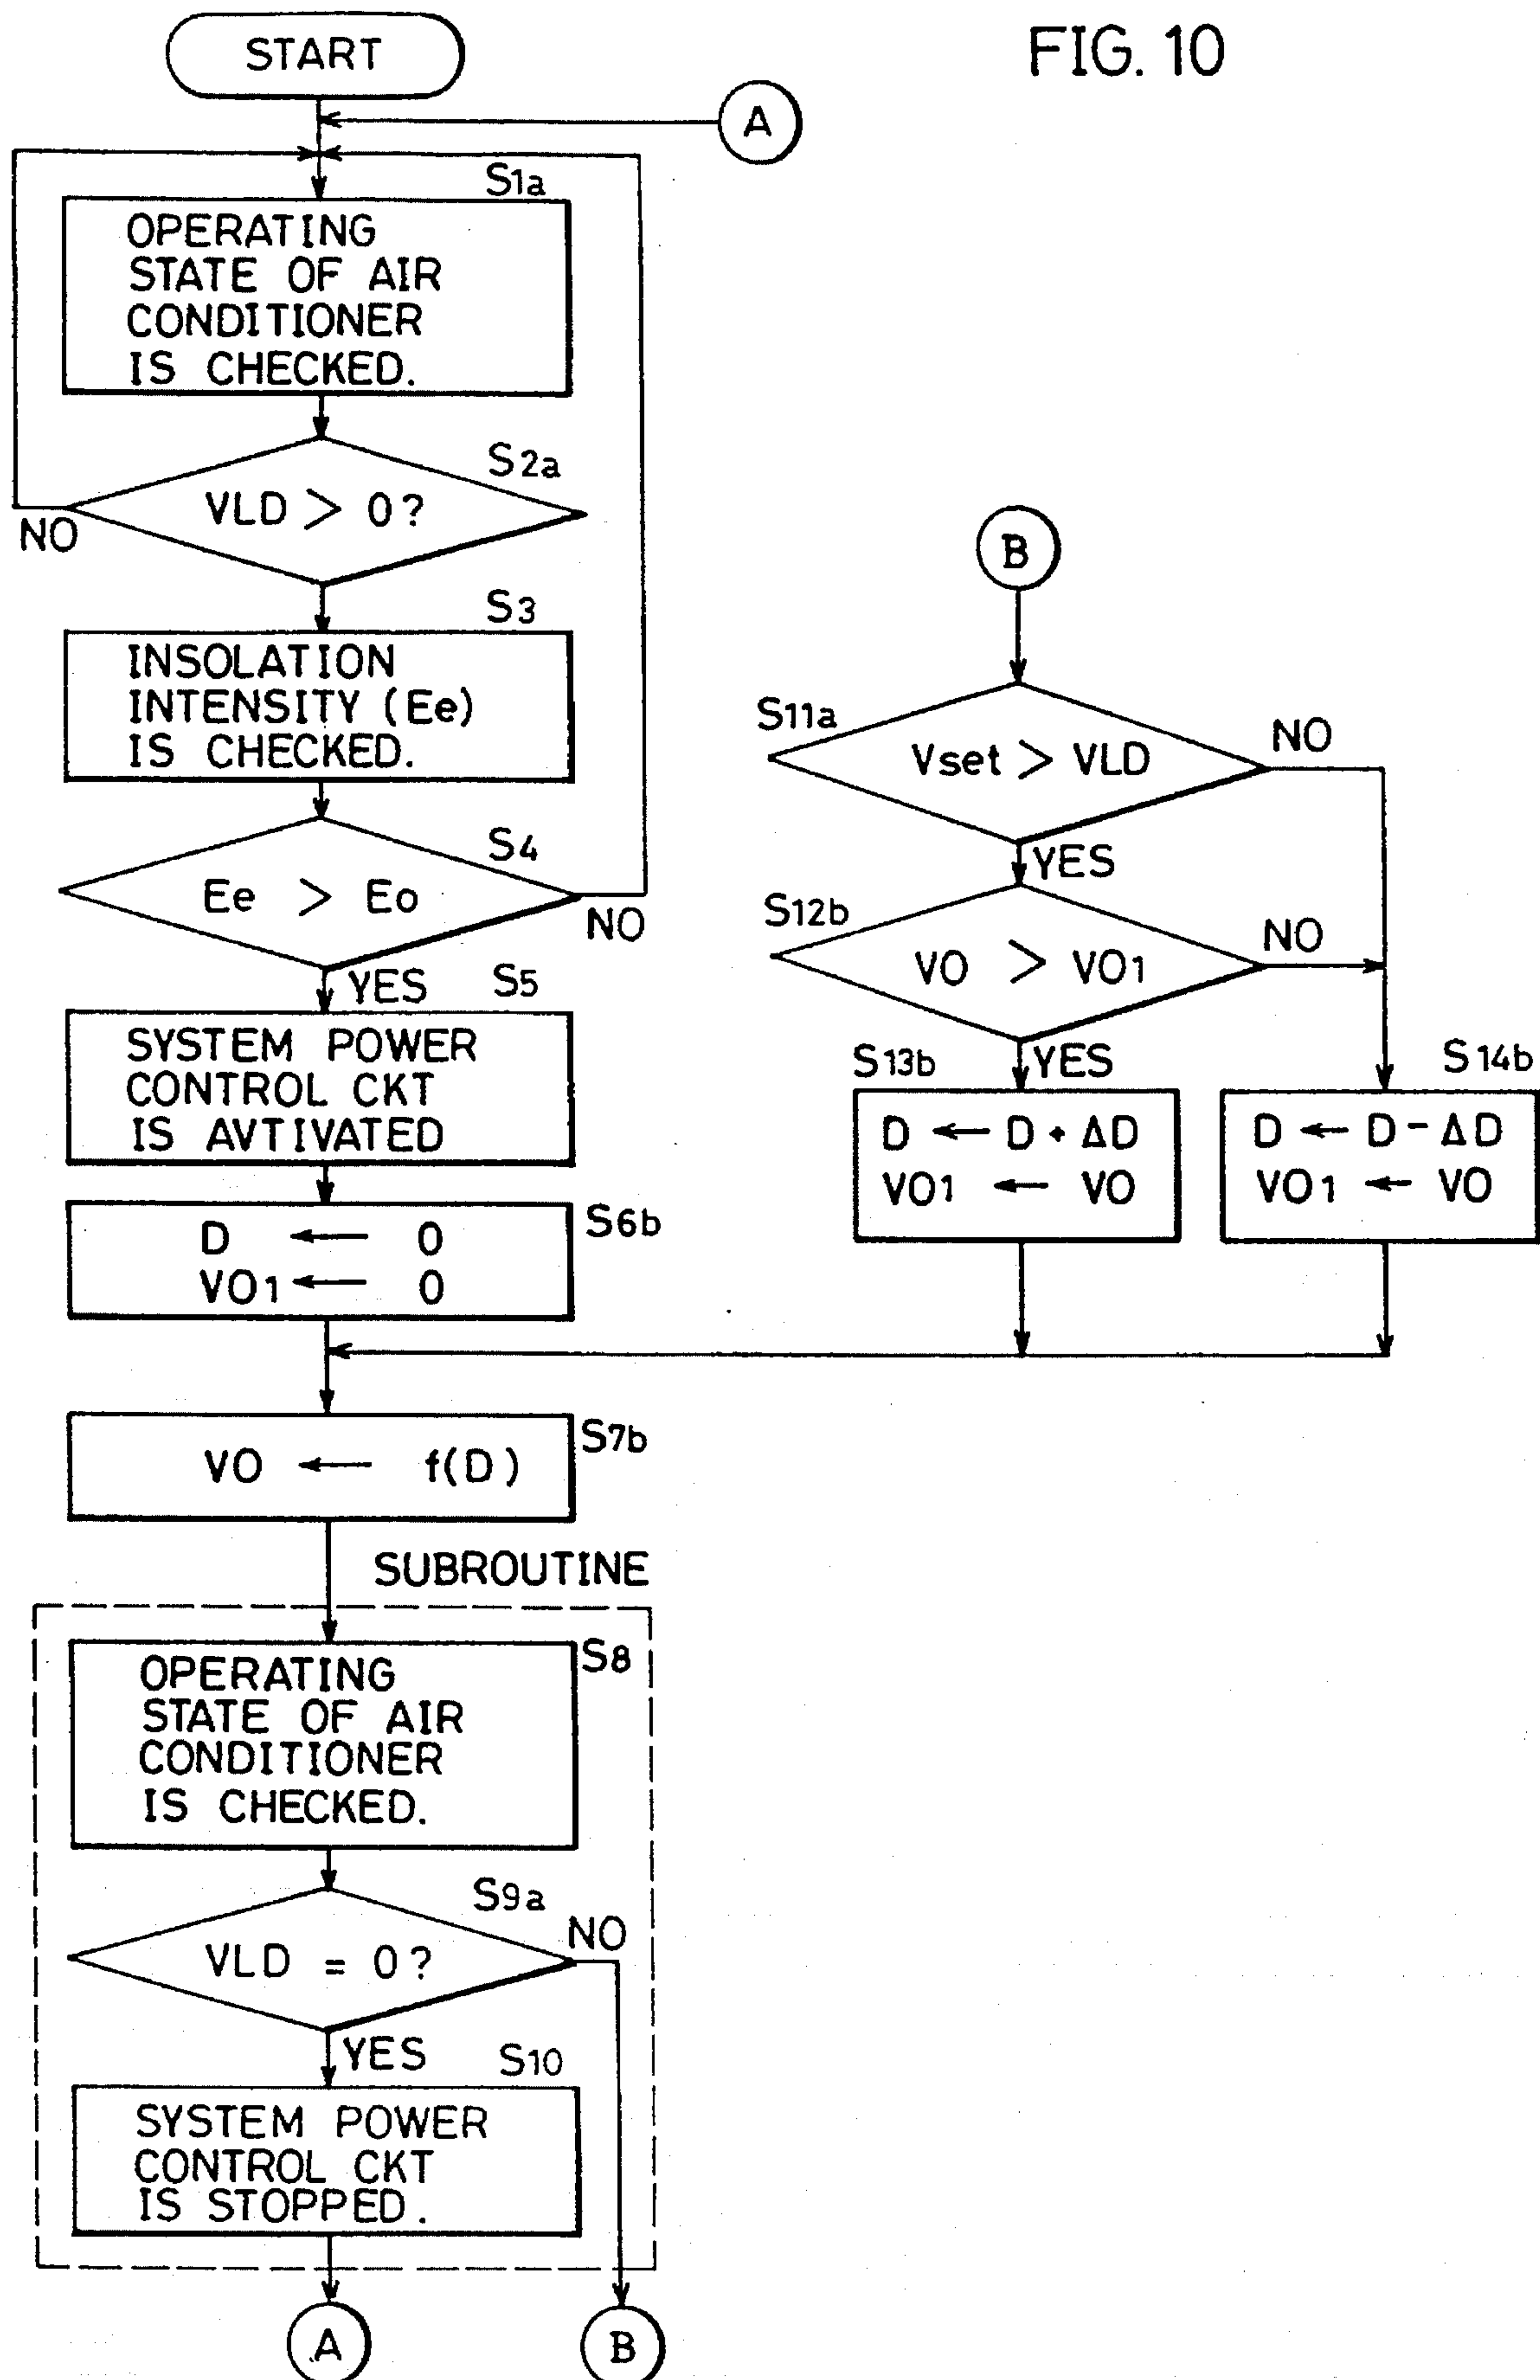 FIG. 10
START
A
S1a
OPERATING
STATE OF AIR
CONDITIONER
IS CHECKED.
S2a
VLD > 0?
NO
S3
INSOLATION
INTENSITY (Ee)
IS CHECKED.
S4
Ee > Eo
NO
YES
S5
SYSTEM POWER
CONTROL CKT
IS AVTIVATED
S6b
D ← 0
VO1 ← 0
S7b
VO ← f(D)
SUBROUTINE
S8
OPERATING
STATE OF AIR
CONDITIONER
IS CHECKED.
S9a
VLD = 0?
NO
YES
S10
SYSTEM POWER
CONTROL CKT
IS STOPPED.
A
B
B
S11a
Vset > VLD
NO
YES
S12b
VO > VO1
NO
YES
S13b
D ← D + ΔD
VO1 ← VO
S14b
D ← D - ΔD
VO1 ← VO